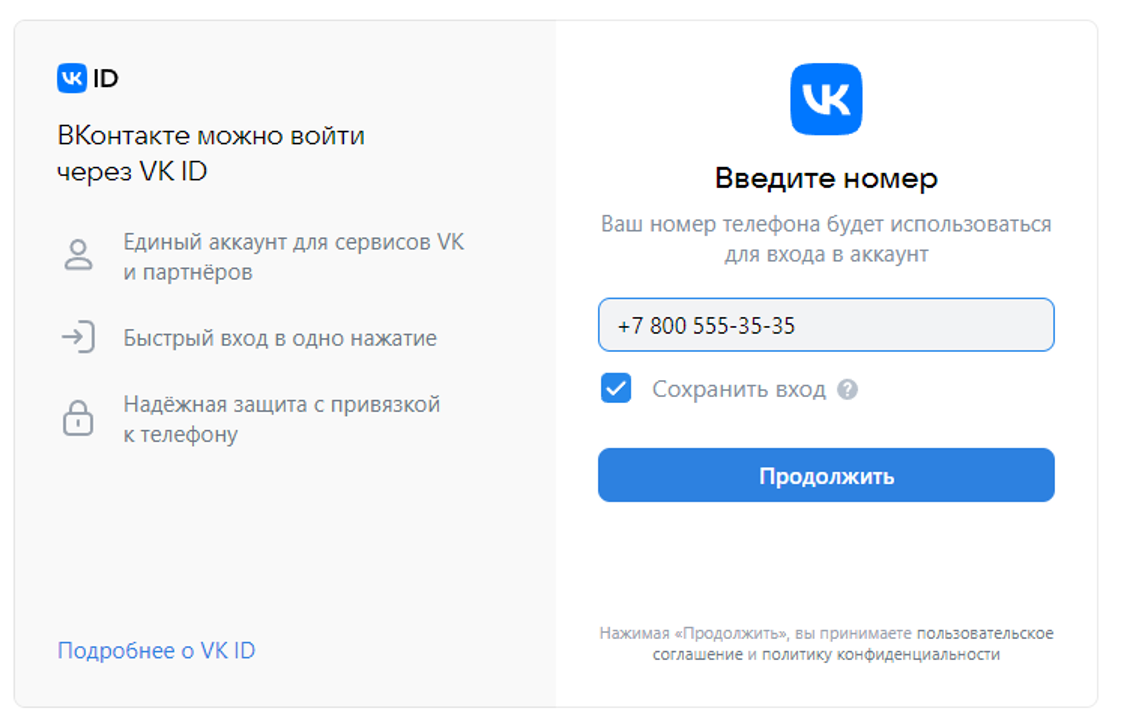 VK ID
ВКонтакте можно войти
через VK ID
Единый аккаунт для сервисов VK
и партнёров
Быстрый вход в одно нажатие
Надёжная защита с привязкой
к телефону
Подробнее о VK ID
VK
Введите номер
Ваш номер телефона будет использоваться
для входа в аккаунт
+7 800 555-35-35
Сохранить вход ?
Продолжить
Нажимая «Продолжить», вы принимаете пользовательское
соглашение и политику конфиденциальности